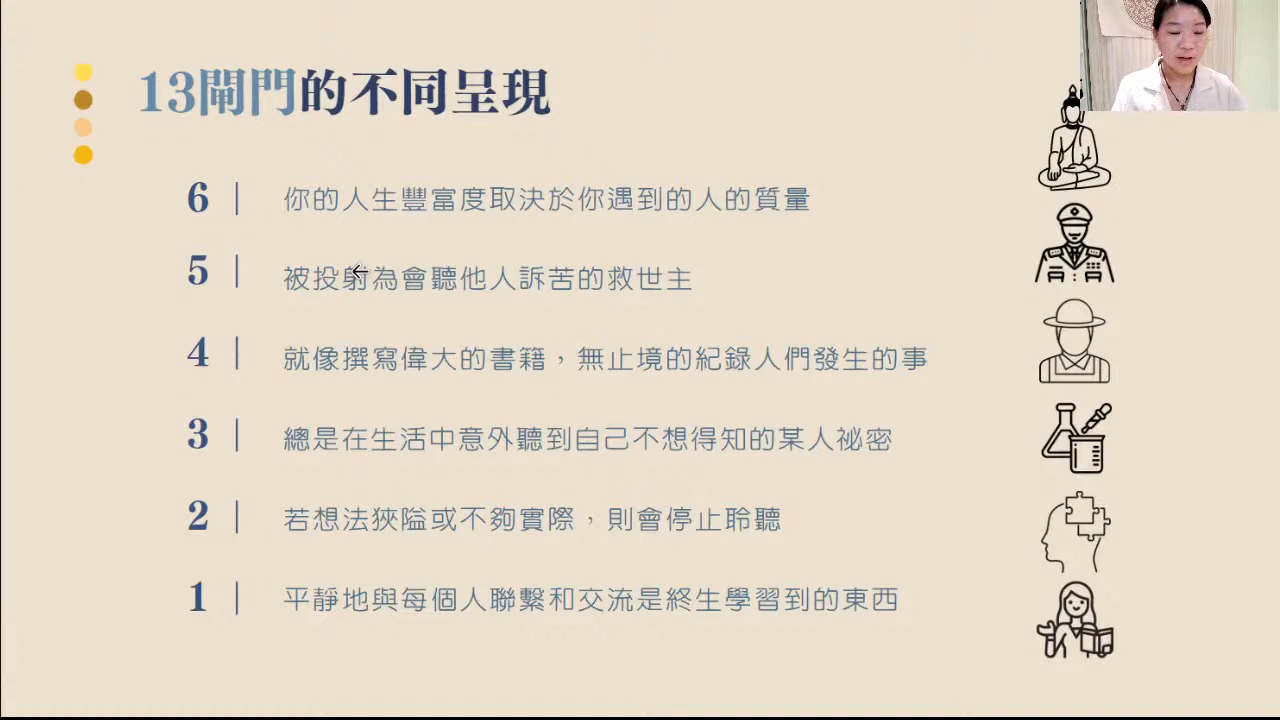 13閘門的不同呈現
6 | 你的人生豐富度取決於你遇到的人的質量
5 | 被投射為會聽他人訴苦的救世主
4 | 就像撰寫偉大的書籍，無止境的紀錄人們發生的事
3 | 總是在生活中意外聽到自己不想得知的某人祕密
2 | 若想法狹隘或不夠實際，則會停止聆聽
1 | 平靜地與每個人聯繫和交流是終生學習到的東西